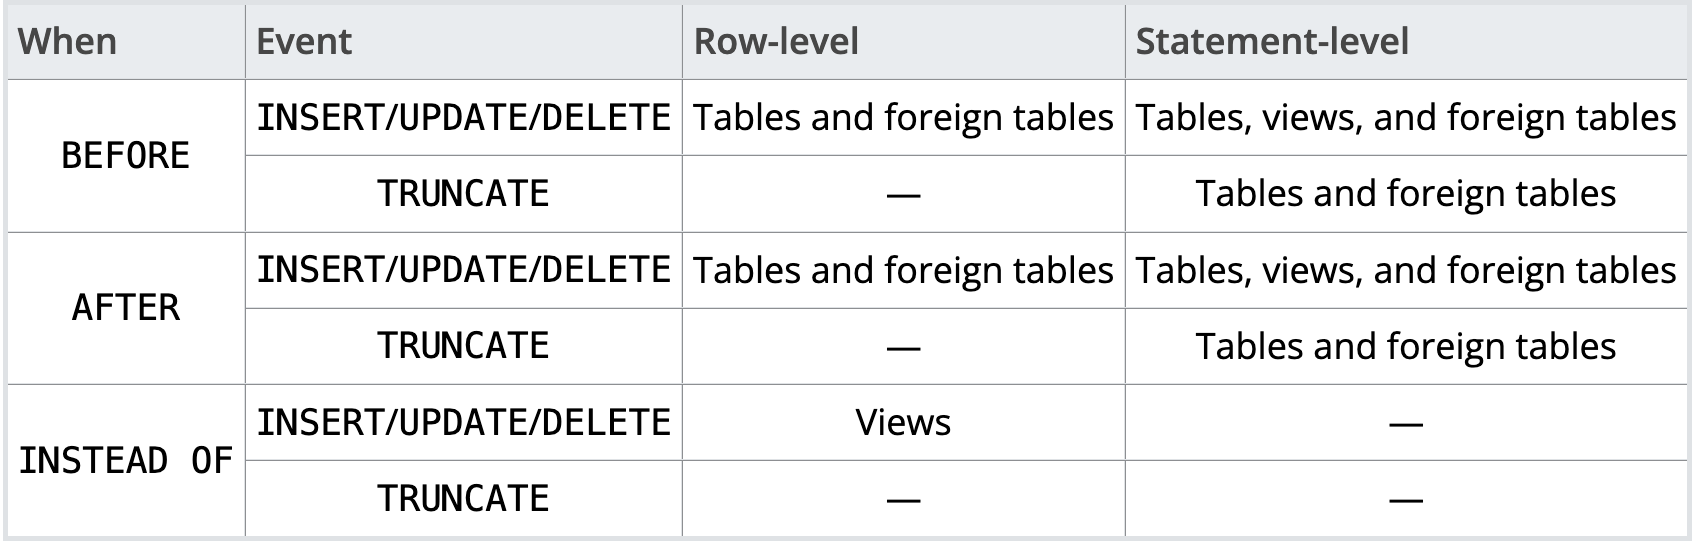 When Event Row-level Statement-level
BEFORE INSERT/UPDATE/DELETE Tables and foreign tables Tables, views, and foreign tables
TRUNCATE — Tables and foreign tables
AFTER INSERT/UPDATE/DELETE Tables and foreign tables Tables, views, and foreign tables
TRUNCATE — Tables and foreign tables
INSTEAD OF INSERT/UPDATE/DELETE Views —
TRUNCATE — —